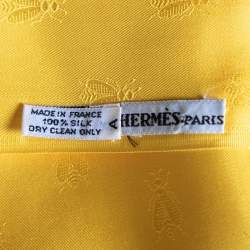 MADE IN FRANCE
100% SILK
DRY CLEAN ONLY
A
HERMÈS-PARIS